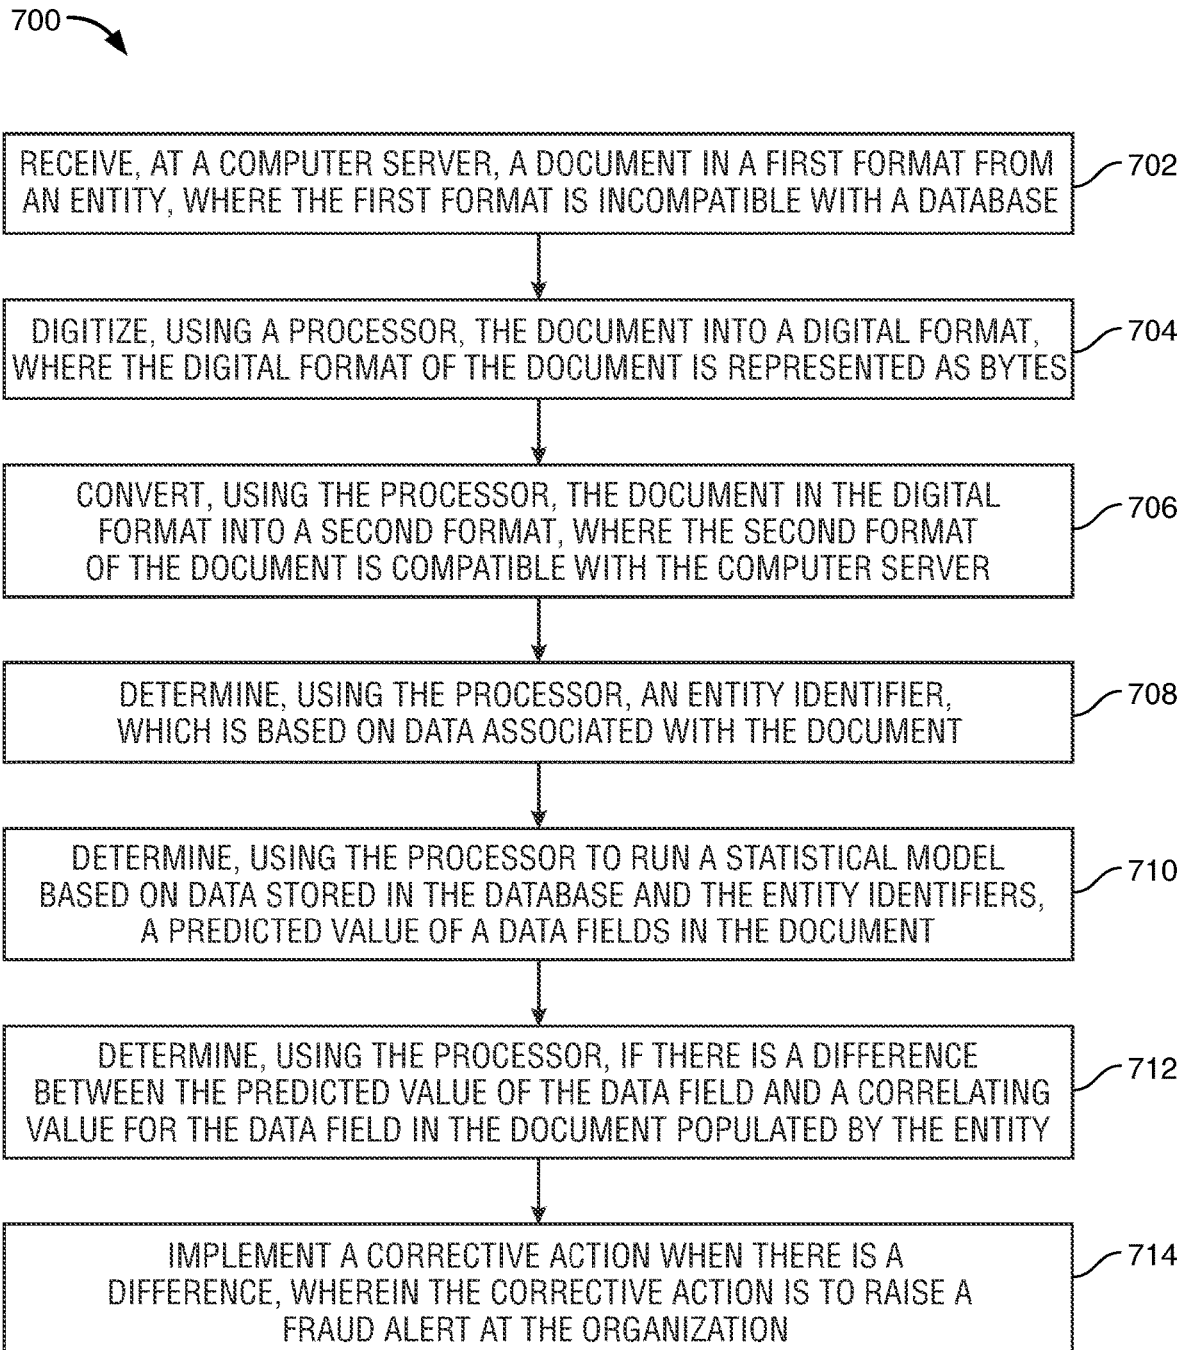 700
RECEIVE, AT A COMPUTER SERVER, A DOCUMENT IN A FIRST FORMAT FROM
AN ENTITY, WHERE THE FIRST FORMAT IS INCOMPATIBLE WITH A DATABASE
702
DIGITIZE, USING A PROCESSOR, THE DOCUMENT INTO A DIGITAL FORMAT,
WHERE THE DIGITAL FORMAT OF THE DOCUMENT IS REPRESENTED AS BYTES
704
CONVERT, USING THE PROCESSOR, THE DOCUMENT IN THE DIGITAL
FORMAT INTO A SECOND FORMAT, WHERE THE SECOND FORMAT
OF THE DOCUMENT IS COMPATIBLE WITH THE COMPUTER SERVER
706
DETERMINE, USING THE PROCESSOR, AN ENTITY IDENTIFIER,
WHICH IS BASED ON DATA ASSOCIATED WITH THE DOCUMENT
708
DETERMINE, USING THE PROCESSOR TO RUN A STATISTICAL MODEL
BASED ON DATA STORED IN THE DATABASE AND THE ENTITY IDENTIFIERS,
A PREDICTED VALUE OF A DATA FIELDS IN THE DOCUMENT
710
DETERMINE, USING THE PROCESSOR, IF THERE IS A DIFFERENCE
BETWEEN THE PREDICTED VALUE OF THE DATA FIELD AND A CORRELATING
VALUE FOR THE DATA FIELD IN THE DOCUMENT POPULATED BY THE ENTITY
712
IMPLEMENT A CORRECTIVE ACTION WHEN THERE IS A
DIFFERENCE, WHEREIN THE CORRECTIVE ACTION IS TO RAISE A
FRAUD ALERT AT THE ORGANIZATION
714